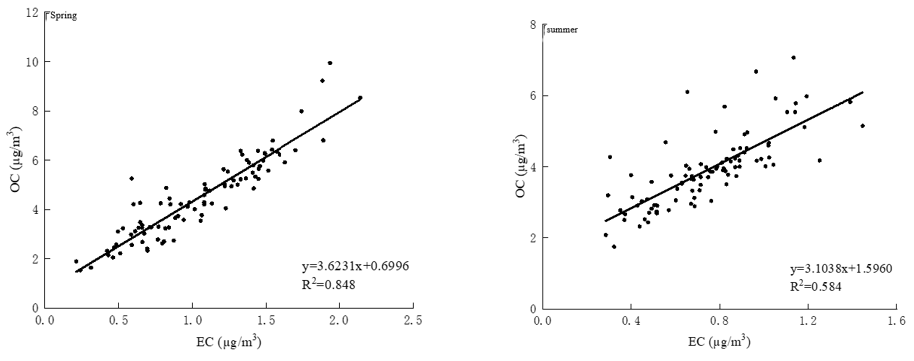 12
Spring
10
8
6
4
2
0
OC (μg/m³)
y=3.6231x+0.6996
R²=0.848
0.0 0.5 1.0 1.5 2.0 2.5
EC (μg/m³)
8
summer
6
4
2
0
OC (μg/m³)
y=3.1038x+1.5960
R²=0.584
0.0 0.4 0.8 1.2 1.6
EC (μg/m³)